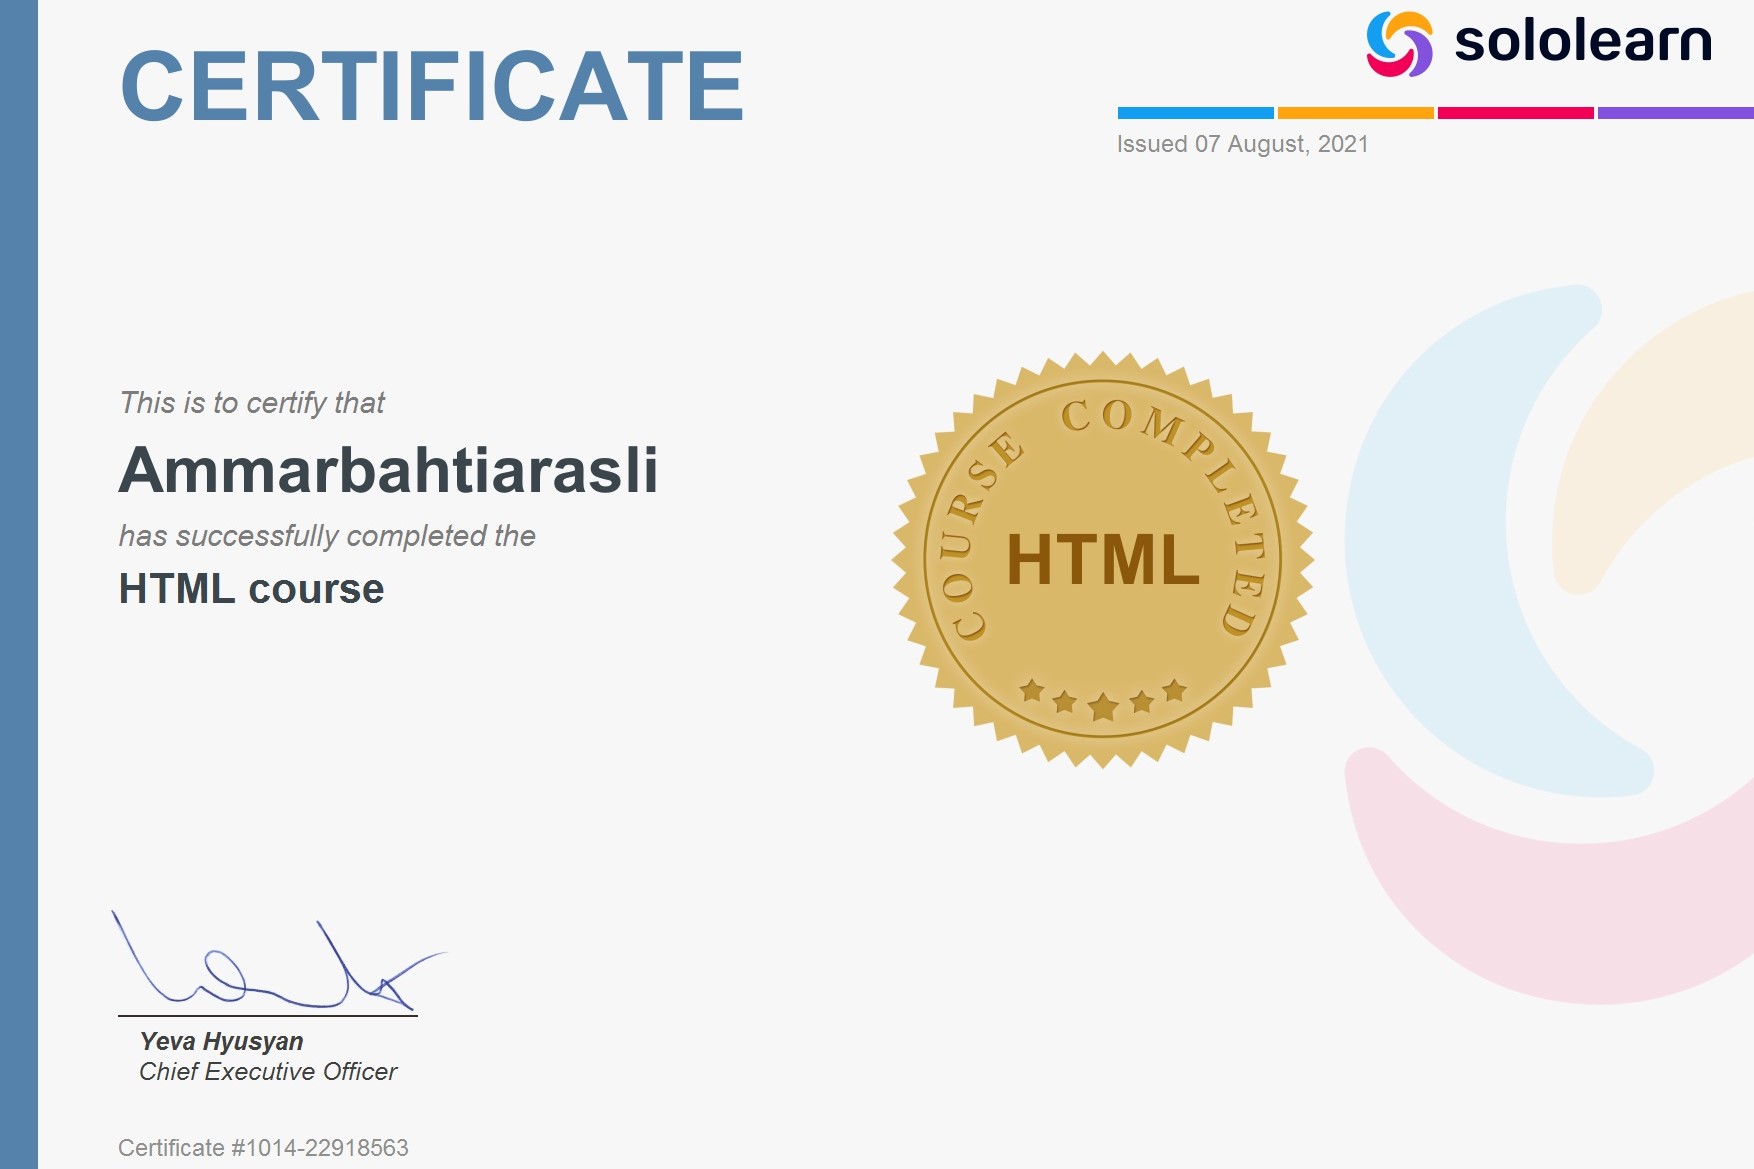 CERTIFICATE
sololearn
Issued 07 August, 2021
This is to certify that
Ammarbahtiarasli
has successfully completed the
HTML course
COURSE COMPLETED
HTML
Yeva Hyusyan
Chief Executive Officer
Certificate #1014-22918563